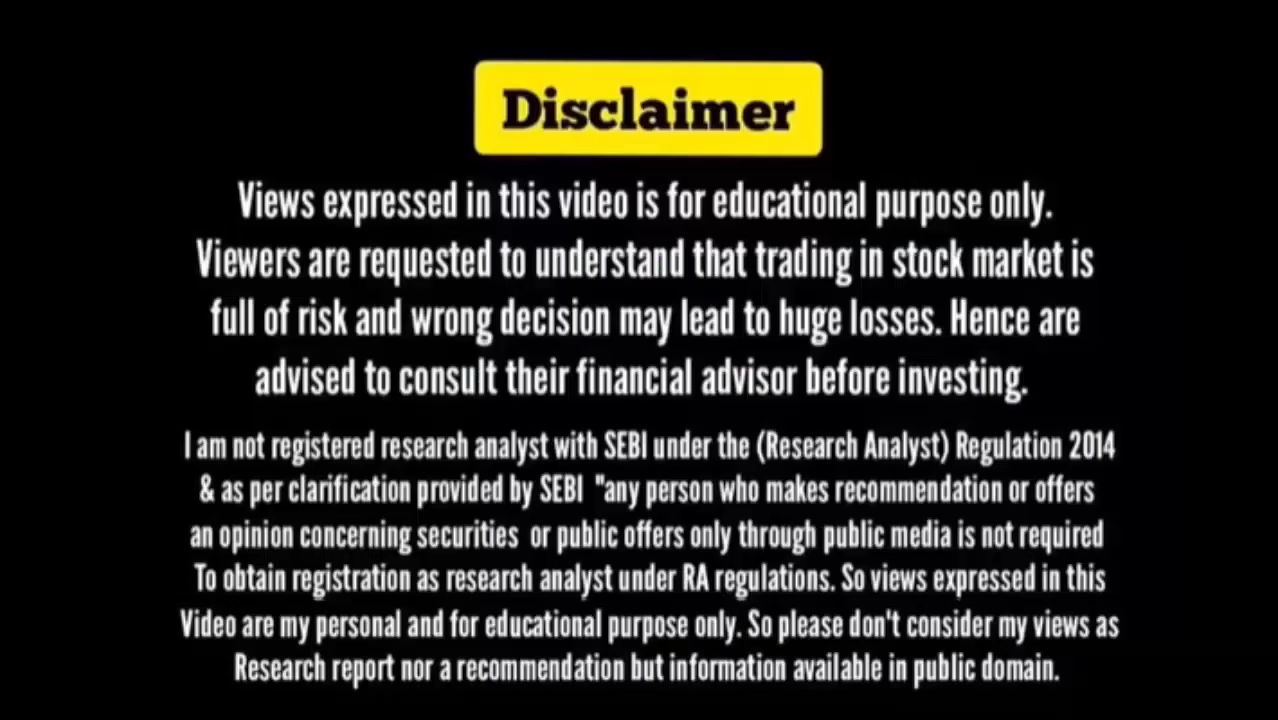 Disclaimer
Views expressed in this video is for educational purpose only.
Viewers are requested to understand that trading in stock market is
full of risk and wrong decision may lead to huge losses. Hence are
advised to consult their financial advisor before investing.
I am not registered research analyst with SEBI under the (Research Analyst) Regulation 2014
& as per clarification provided by SEBI "any person who makes recommendation or offers
an opinion concerning securities or public offers only through public media is not required
To obtain registration as research analyst under RA regulations. So views expressed in this
Video are my personal and for educational purpose only. So please don't consider my views as
Research report nor a recommendation but information available in public domain.